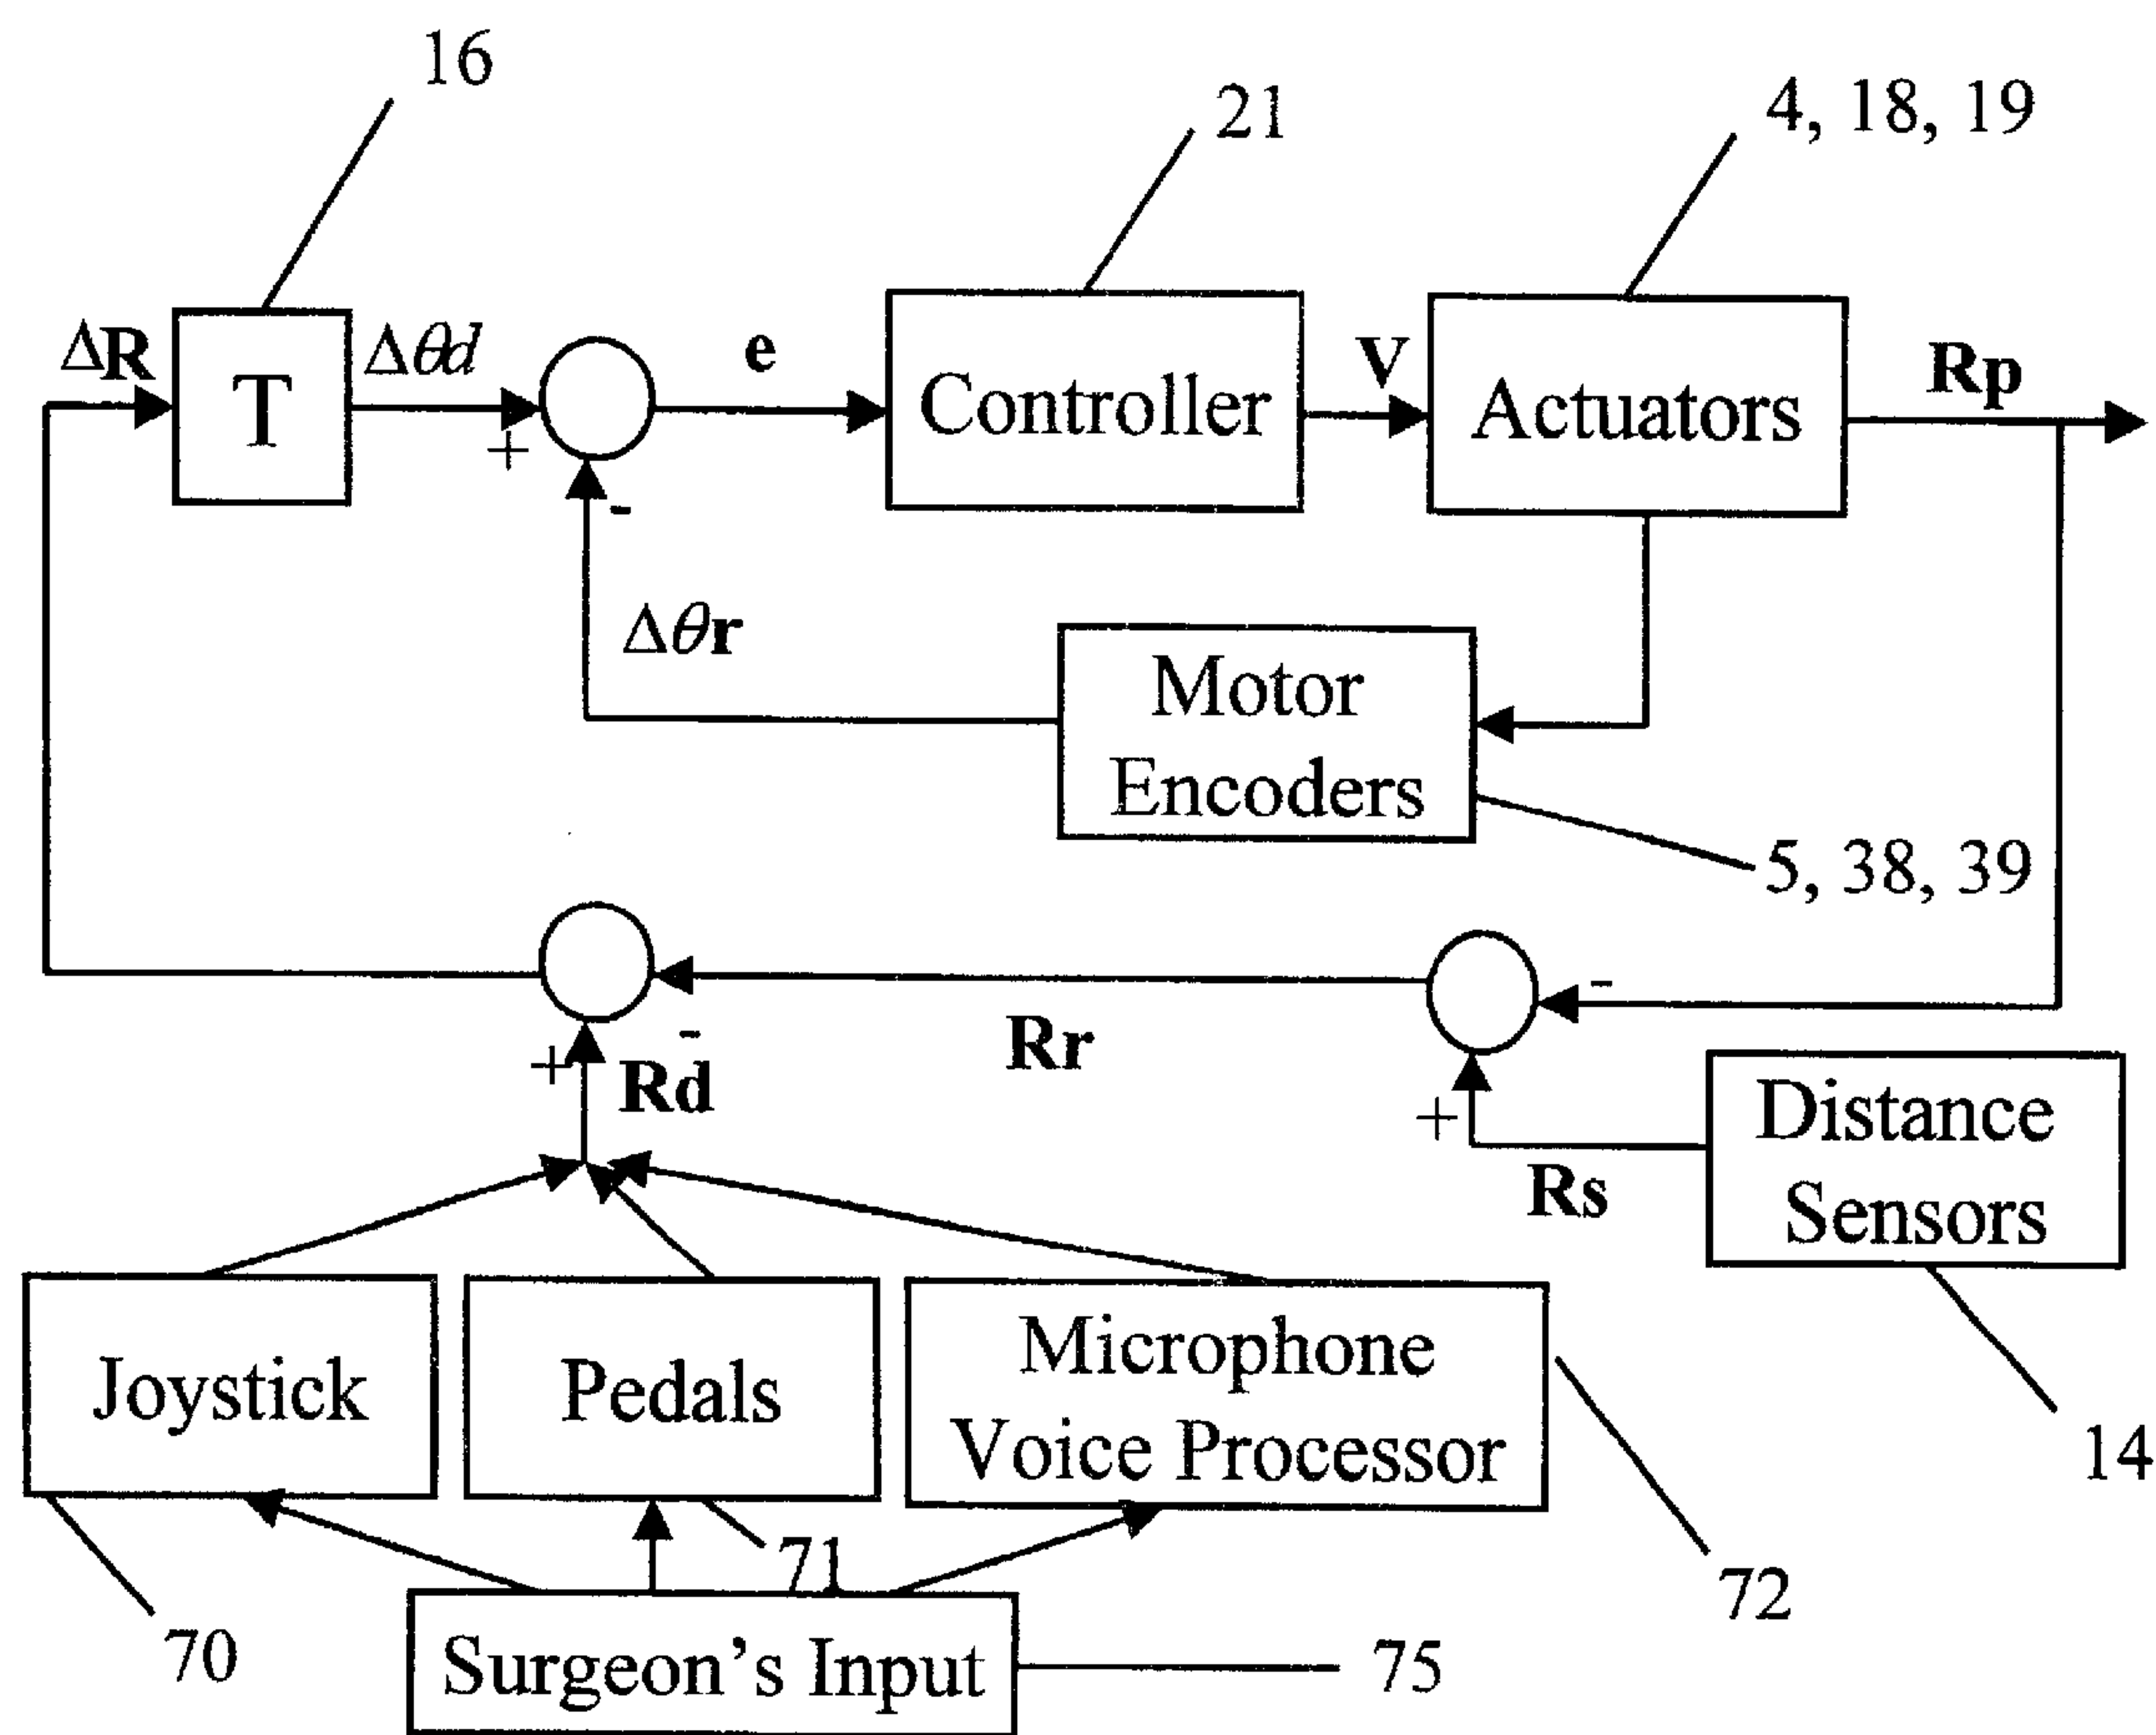 16
21
4, 18, 19
ΔR
T
Δθd
+
-
e
Controller
V
Actuators
Rp
Δθr
Motor
Encoders
5, 38, 39
+
-
Rd
Rr
-
+
Rs
Distance
Sensors
14
Joystick
Pedals
Microphone
Voice Processor
70
71
72
Surgeon's Input
75